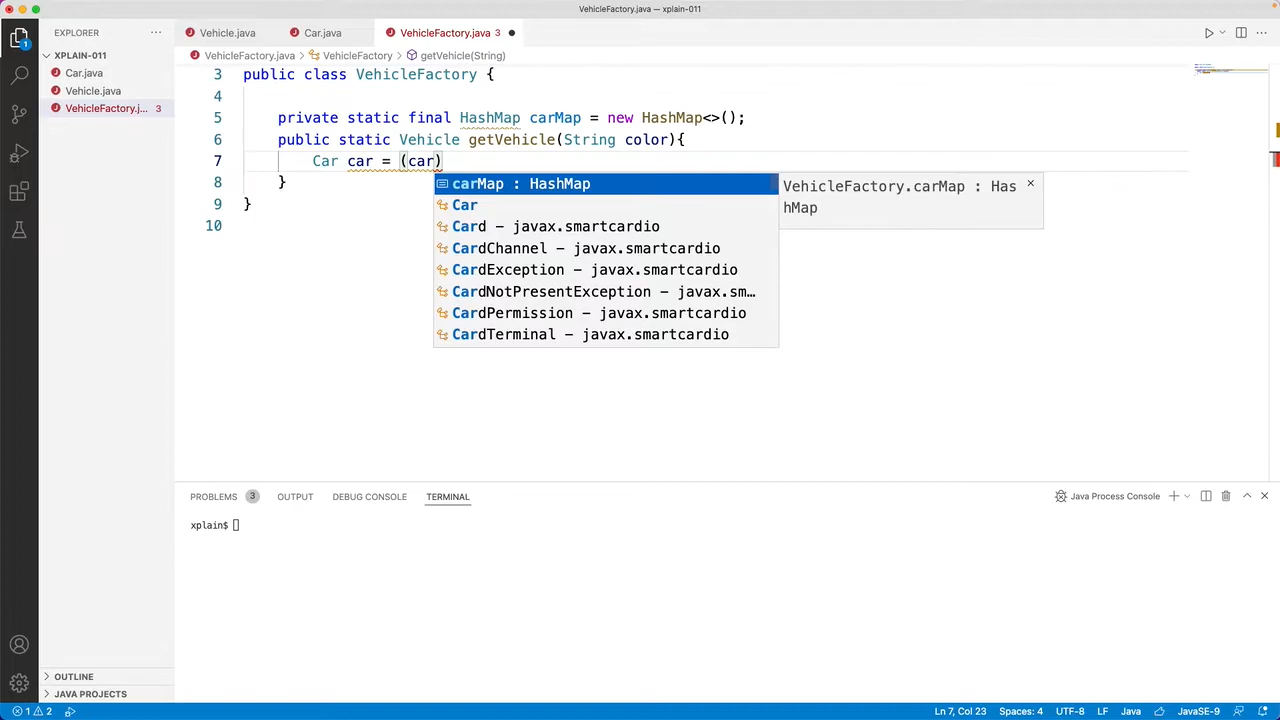 VehicleFactory.java — xplain-011
EXPLORER
Vehicle.java
Car.java
VehicleFactory.java 3
XPLAIN-011
VehicleFactory.java > VehicleFactory > getVehicle(String)
Car.java
Vehicle.java
VehicleFactory.j... 3
1
3 public class VehicleFactory {
4
5 private static final HashMap carMap = new HashMap<>();
6 public static Vehicle getVehicle(String color){
7 Car car = (car)
8 }
9 }
10
carMap : HashMap
Car
Card – javax.smartcardio
CardChannel – javax.smartcardio
CardException – javax.smartcardio
CardNotPresentException – javax.sm…
CardPermission – javax.smartcardio
CardTerminal – javax.smartcardio
VehicleFactory.carMap : Has
hMap
PROBLEMS 3 OUTPUT DEBUG CONSOLE TERMINAL
Java Process Console
xplain$
OUTLINE
JAVA PROJECTS
1 2
Ln 7, Col 23 Spaces: 4 UTF-8 LF Java JavaSE-9